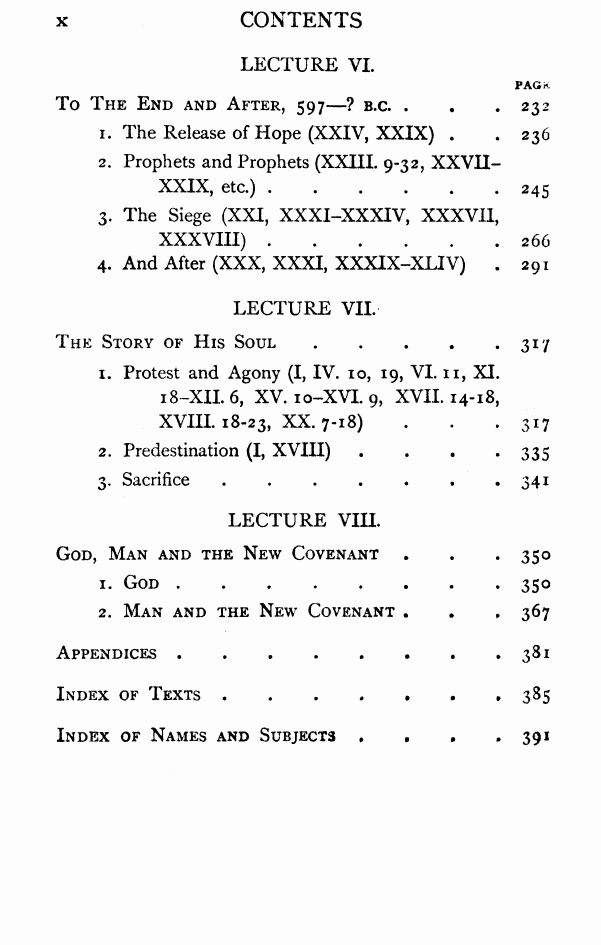 x CONTENTS
LECTURE VI.
PAGE
To The End and After, 597—? B.C. . . . 232
1. The Release of Hope (XXIV, XXIX) . . 236
2. Prophets and Prophets (XXIII. 9-32, XXVII–
XXIX, etc.) . . . . . . 245
3. The Siege (XXI, XXXI–XXXIV, XXXVII,
XXXVIII) . . . . . . 266
4. And After (XXX, XXXI, XXXIX–XLIV) . 291
LECTURE VII.
The Story of His Soul . . . . . 317
1. Protest and Agony (I, IV. 10, 19, VI. 11, XI.
18–XII. 6, XV. 10–XVI. 9, XVII. 14-18,
XVIII. 18-23, XX. 7-18) . . . 317
2. Predestination (I, XVIII) . . . . 335
3. Sacrifice . . . . . . . 341
LECTURE VIII.
God, Man and the New Covenant . . . 350
1. God . . . . . . . . 350
2. Man and the New Covenant . . . 367
Appendices . . . . . . . . 381
Index of Texts . . . . . . . 385
Index of Names and Subjects . . . . 391